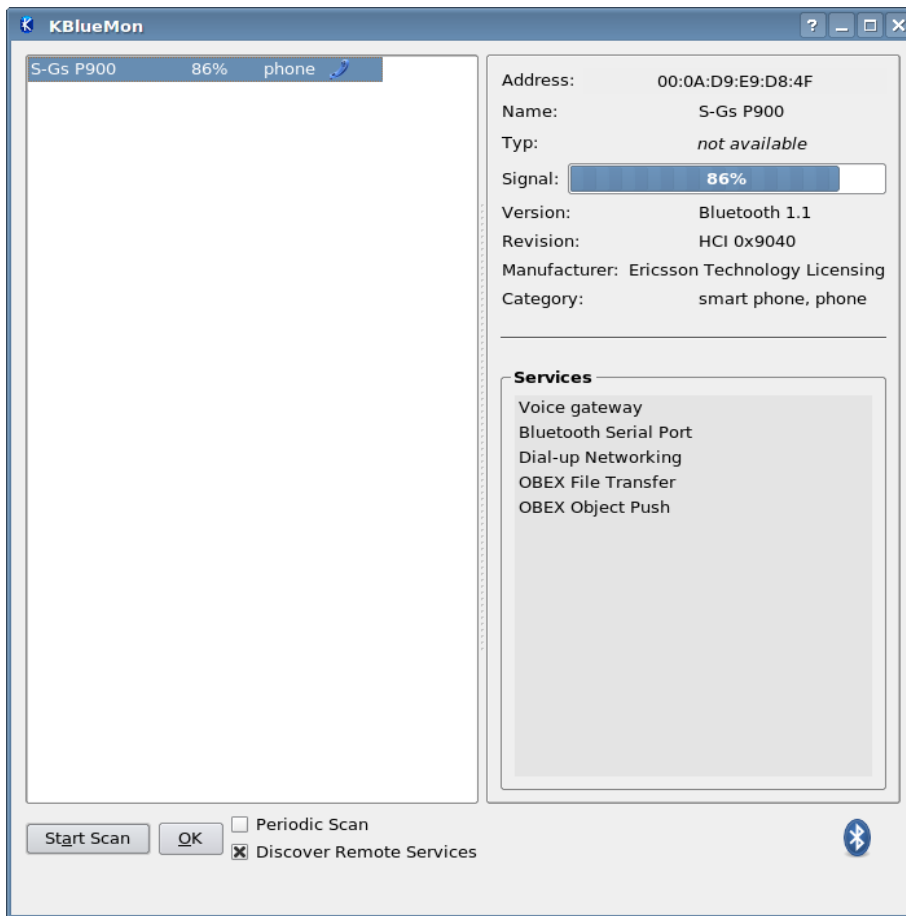 KBlueMon
S-Gs P900 86% phone
Address: 00:0A:D9:E9:D8:4F
Name: S-Gs P900
Typ: not available
Signal: 86%
Version: Bluetooth 1.1
Revision: HCI 0x9040
Manufacturer: Ericsson Technology Licensing
Category: smart phone, phone
Services
Voice gateway
Bluetooth Serial Port
Dial-up Networking
OBEX File Transfer
OBEX Object Push
Start Scan
OK
Periodic Scan
Discover Remote Services